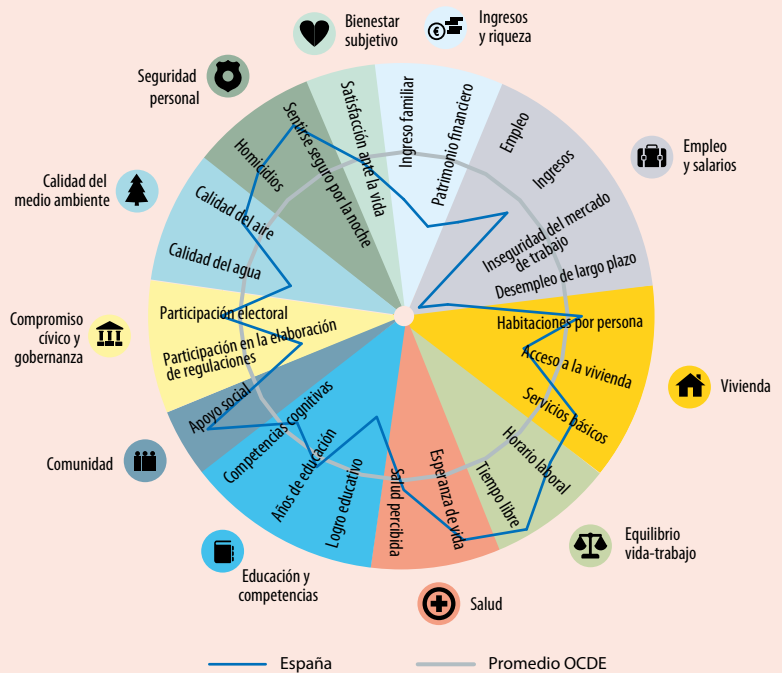 Bienestar
subjetivo
Ingresos
y riqueza
Seguridad
personal
Empleo
y salarios
Calidad del
medio ambiente
Compromiso
cívico y
gobernanza
Vivienda
Comunidad
Equilibrio
vida-trabajo
Educación y
competencias
Salud
Ingreso familiar
Patrimonio financiero
Empleo
Ingresos
Inseguridad del mercado
de trabajo
Desempleo de largo plazo
Habitaciones por persona
Acceso a la vivienda
Servicios básicos
Horario laboral
Tiempo libre
Esperanza de vida
Salud percibida
Logro educativo
Años de educación
Competencias cognitivas
Apoyo social
Participación en la elaboración
de regulaciones
Participación electoral
Calidad del agua
Calidad del aire
Homicidios
Sentirse seguro por la noche
Satisfacción ante la vida
España
Promedio OCDE